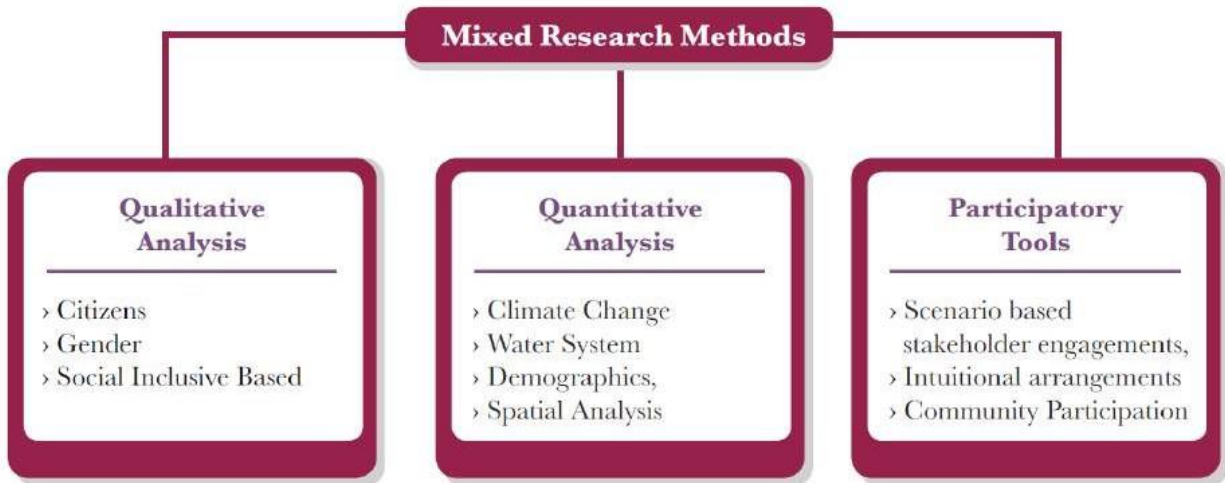 Mixed Research Methods
Qualitative
Analysis
› Citizens
› Gender
› Social Inclusive Based
Quantitative
Analysis
› Climate Change
› Water System
› Demographics,
› Spatial Analysis
Participatory
Tools
› Scenario based
stakeholder engagements,
› Intuitional arrangements
› Community Participation